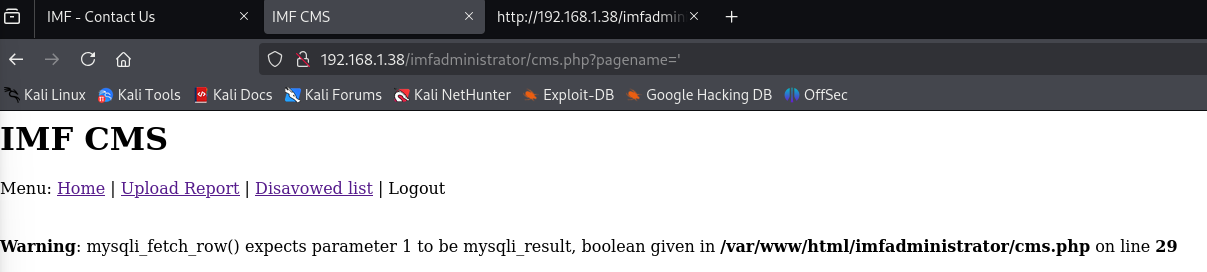 IMF - Contact Us
IMF CMS
http://192.168.1.38/imfadmin
192.168.1.38/imfadministrator/cms.php?pagename='
Kali Linux Kali Tools Kali Docs Kali Forums Kali NetHunter Exploit-DB Google Hacking DB OffSec
IMF CMS
Menu: Home | Upload Report | Disavowed list | Logout
Warning: mysqli_fetch_row() expects parameter 1 to be mysqli_result, boolean given in /var/www/html/imfadministrator/cms.php on line 29